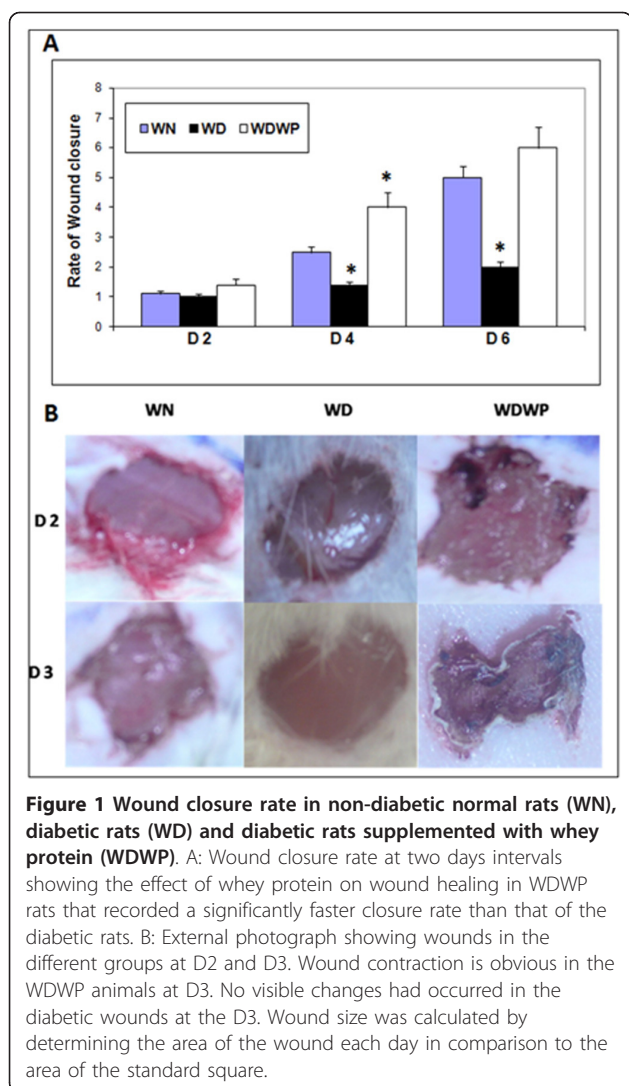 A
8
7
6
5
4
3
2
1
0
Rate of Wound closure
WN WD WDWP
*
*
*
D 2 D 4 D 6
B
WN WD WDWP
D 2
D 3
Figure 1 Wound closure rate in non-diabetic normal rats (WN),
diabetic rats (WD) and diabetic rats supplemented with whey
protein (WDWP). A: Wound closure rate at two days intervals
showing the effect of whey protein on wound healing in WDWP
rats that recorded a significantly faster closure rate than that of the
diabetic rats. B: External photograph showing wounds in the
different groups at D2 and D3. Wound contraction is obvious in the
WDWP animals at D3. No visible changes had occurred in the
diabetic wounds at the D3. Wound size was calculated by
determining the area of the wound each day in comparison to the
area of the standard square.